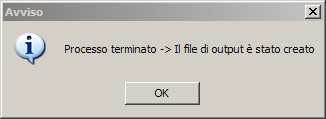 Avviso
Processo terminato -> Il file di output è stato creato
OK